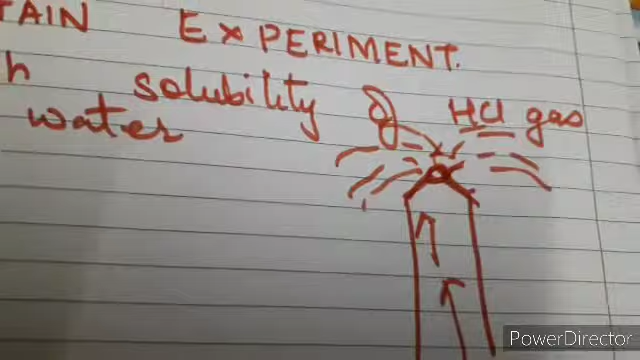 TAIN EXPERIMENT.
h solubility of HCl gas
water
PowerDirector